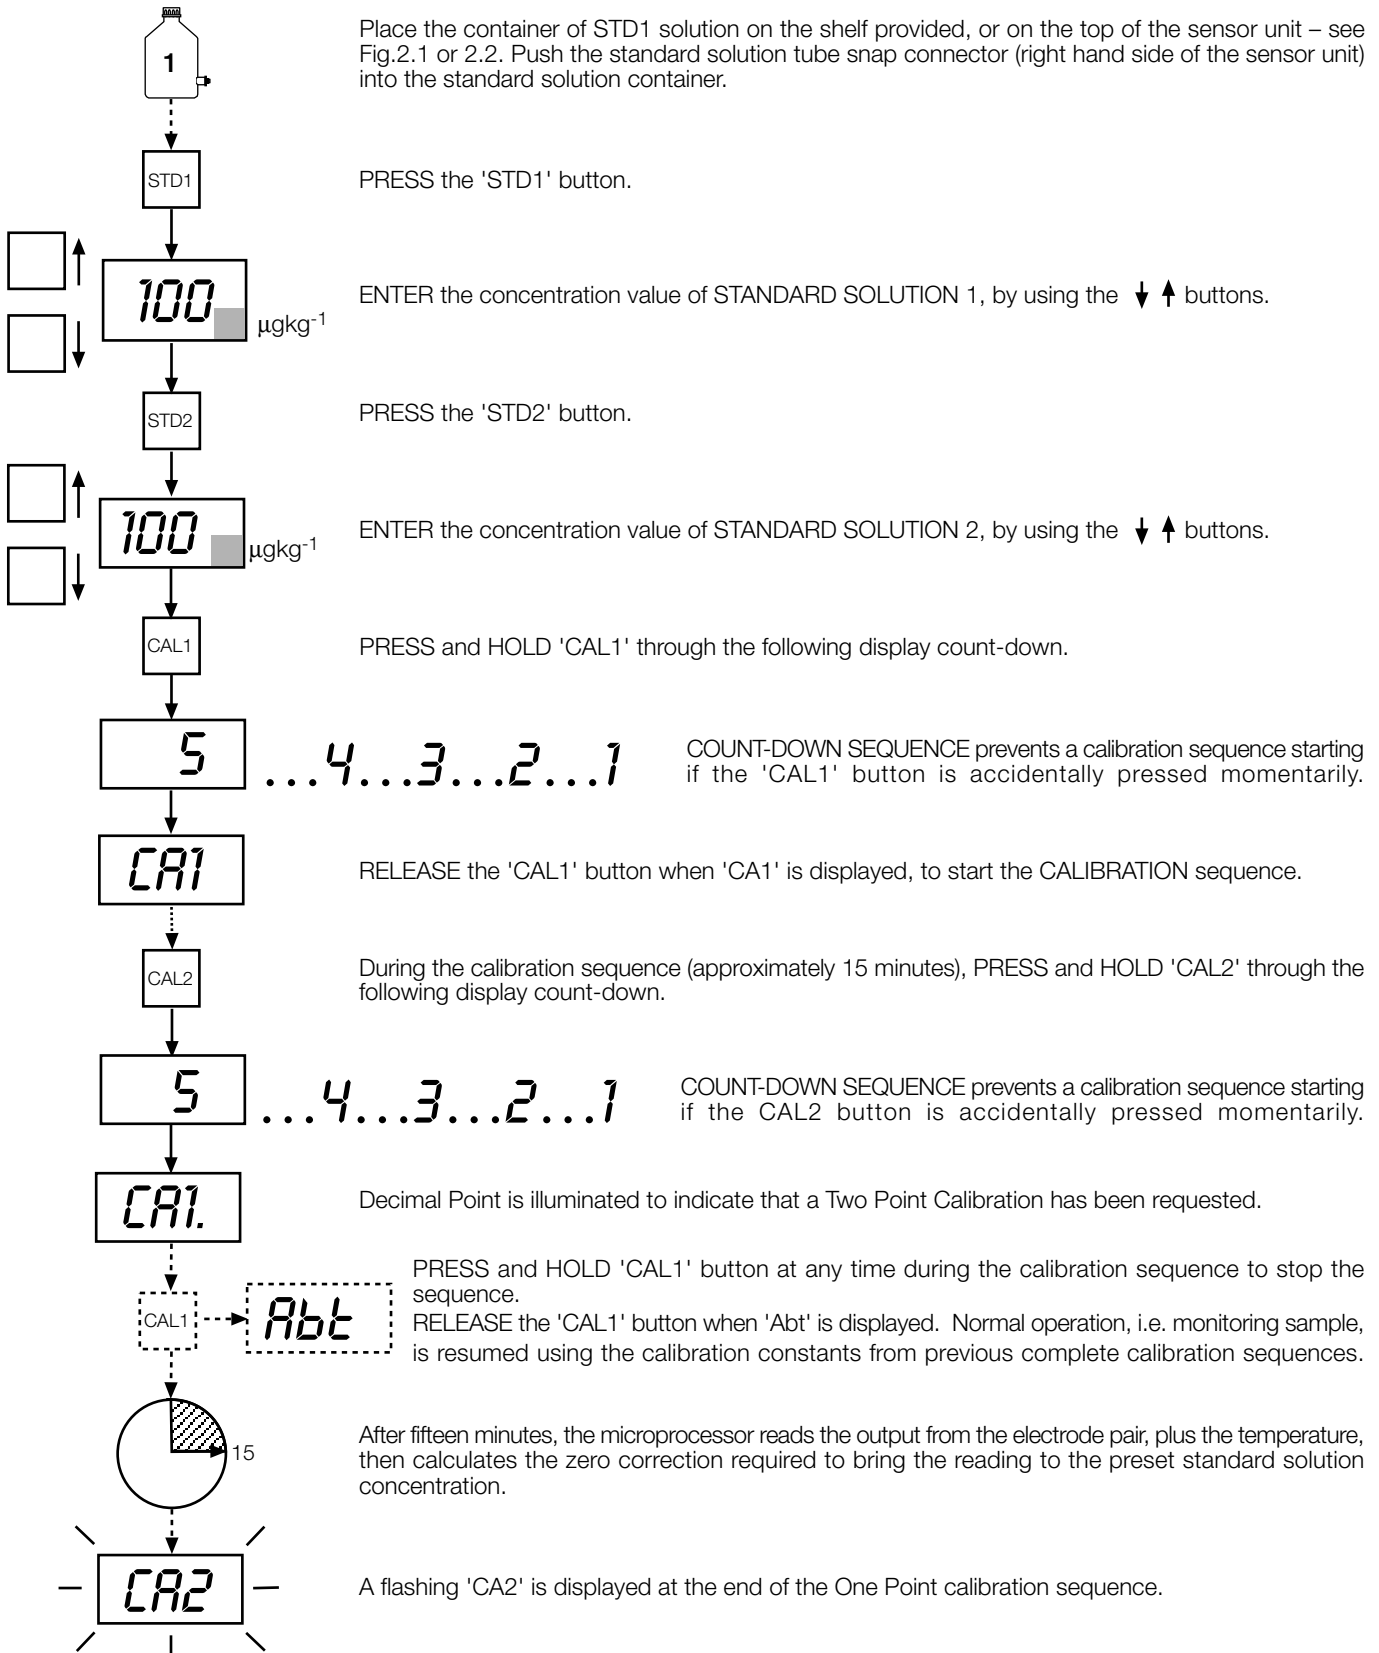 1
Place the container of STD1 solution on the shelf provided, or on the top of the sensor unit – see
Fig.2.1 or 2.2. Push the standard solution tube snap connector (right hand side of the sensor unit)
into the standard solution container.
STD1
PRESS the 'STD1' button.
100
µgkg-1
ENTER the concentration value of STANDARD SOLUTION 1, by using the ↓ ↑ buttons.
STD2
PRESS the 'STD2' button.
100
µgkg-1
ENTER the concentration value of STANDARD SOLUTION 2, by using the ↓ ↑ buttons.
CAL1
PRESS and HOLD 'CAL1' through the following display count-down.
5 ...4...3...2...1
COUNT-DOWN SEQUENCE prevents a calibration sequence starting
if the 'CAL1' button is accidentally pressed momentarily.
CA1
RELEASE the 'CAL1' button when 'CA1' is displayed, to start the CALIBRATION sequence.
CAL2
During the calibration sequence (approximately 15 minutes), PRESS and HOLD 'CAL2' through the
following display count-down.
5 ...4...3...2...1
COUNT-DOWN SEQUENCE prevents a calibration sequence starting
if the CAL2 button is accidentally pressed momentarily.
CA1.
Decimal Point is illuminated to indicate that a Two Point Calibration has been requested.
CAL1
Abt
PRESS and HOLD 'CAL1' button at any time during the calibration sequence to stop the
sequence.
RELEASE the 'CAL1' button when 'Abt' is displayed. Normal operation, i.e. monitoring sample,
is resumed using the calibration constants from previous complete calibration sequences.
15
After fifteen minutes, the microprocessor reads the output from the electrode pair, plus the temperature,
then calculates the zero correction required to bring the reading to the preset standard solution
concentration.
CA2
A flashing 'CA2' is displayed at the end of the One Point calibration sequence.